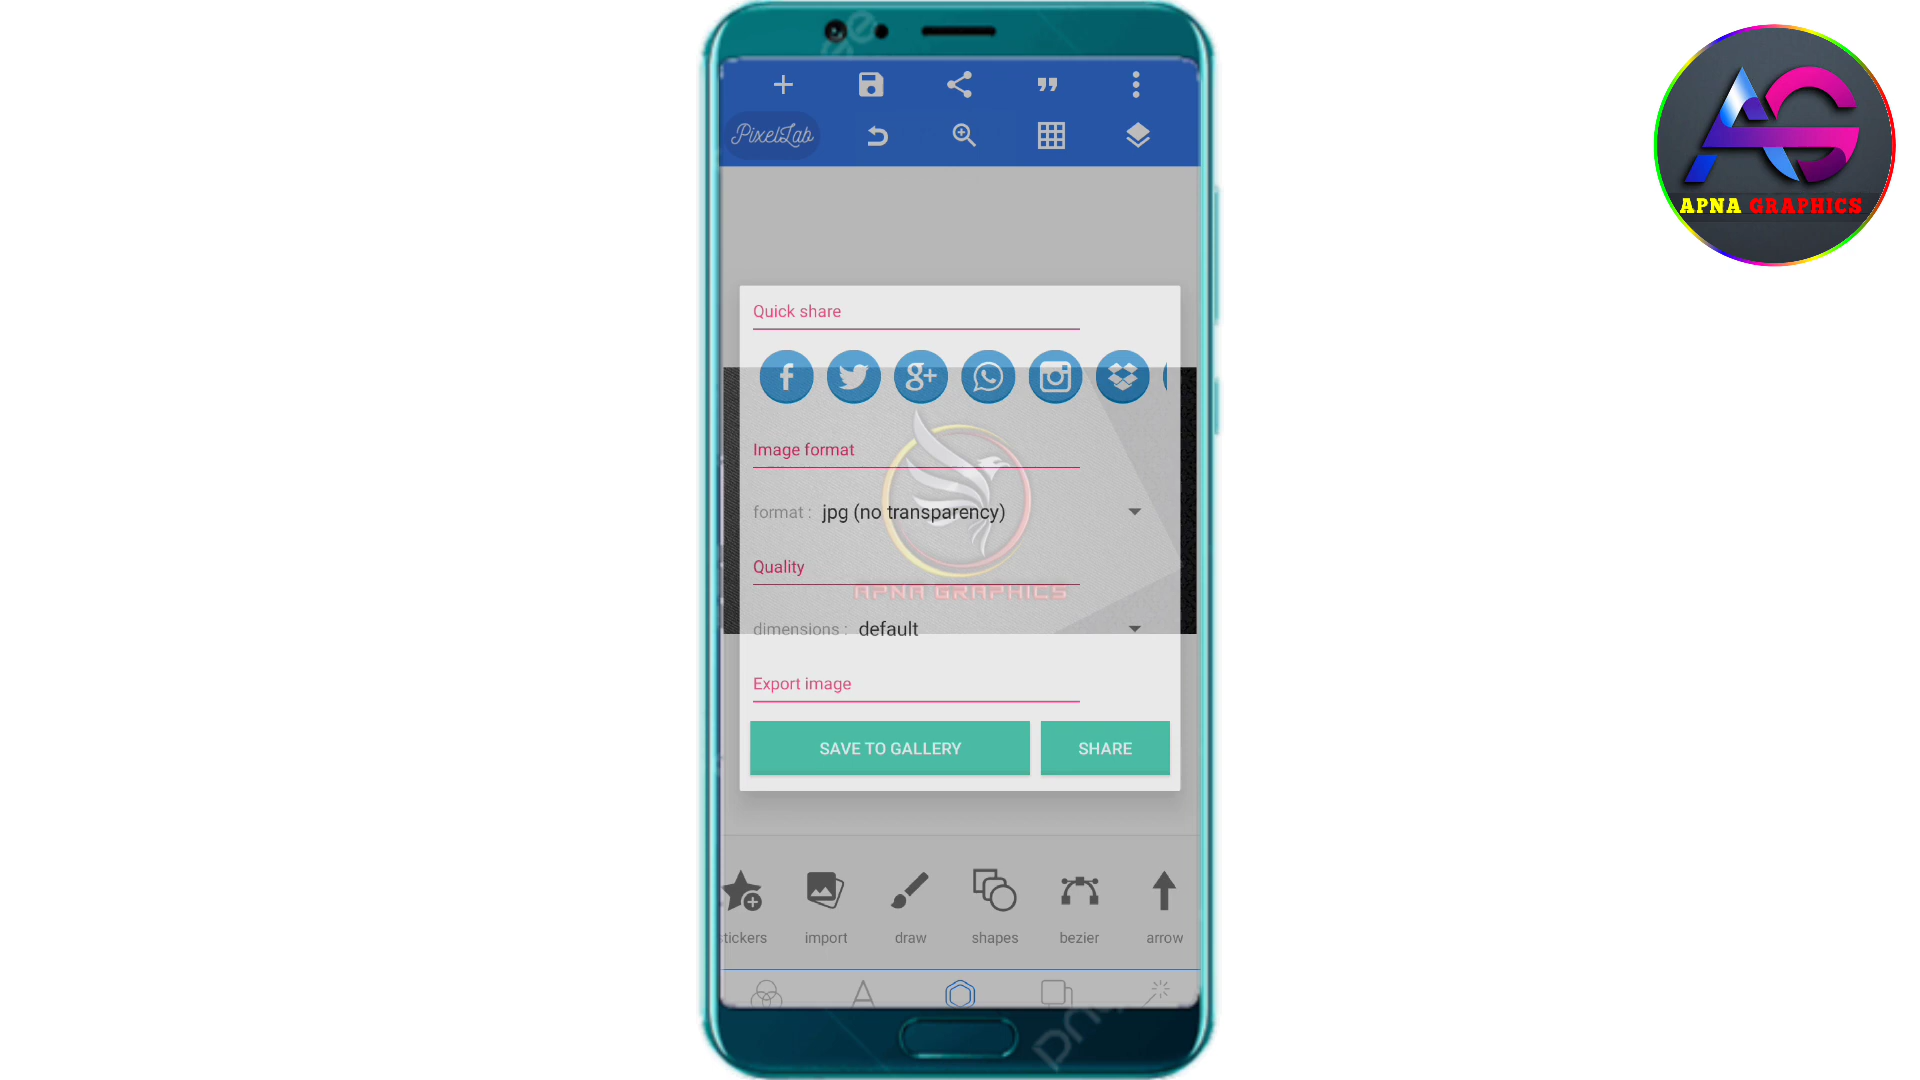 PixelLab
Quick share
Image format
format : jpg (no transparency)
Quality
APNA GRAPHICS
dimensions : default
Export image
SAVE TO GALLERY
SHARE
tickers
import
draw
shapes
bezier
arrow
APNA GRAPHICS